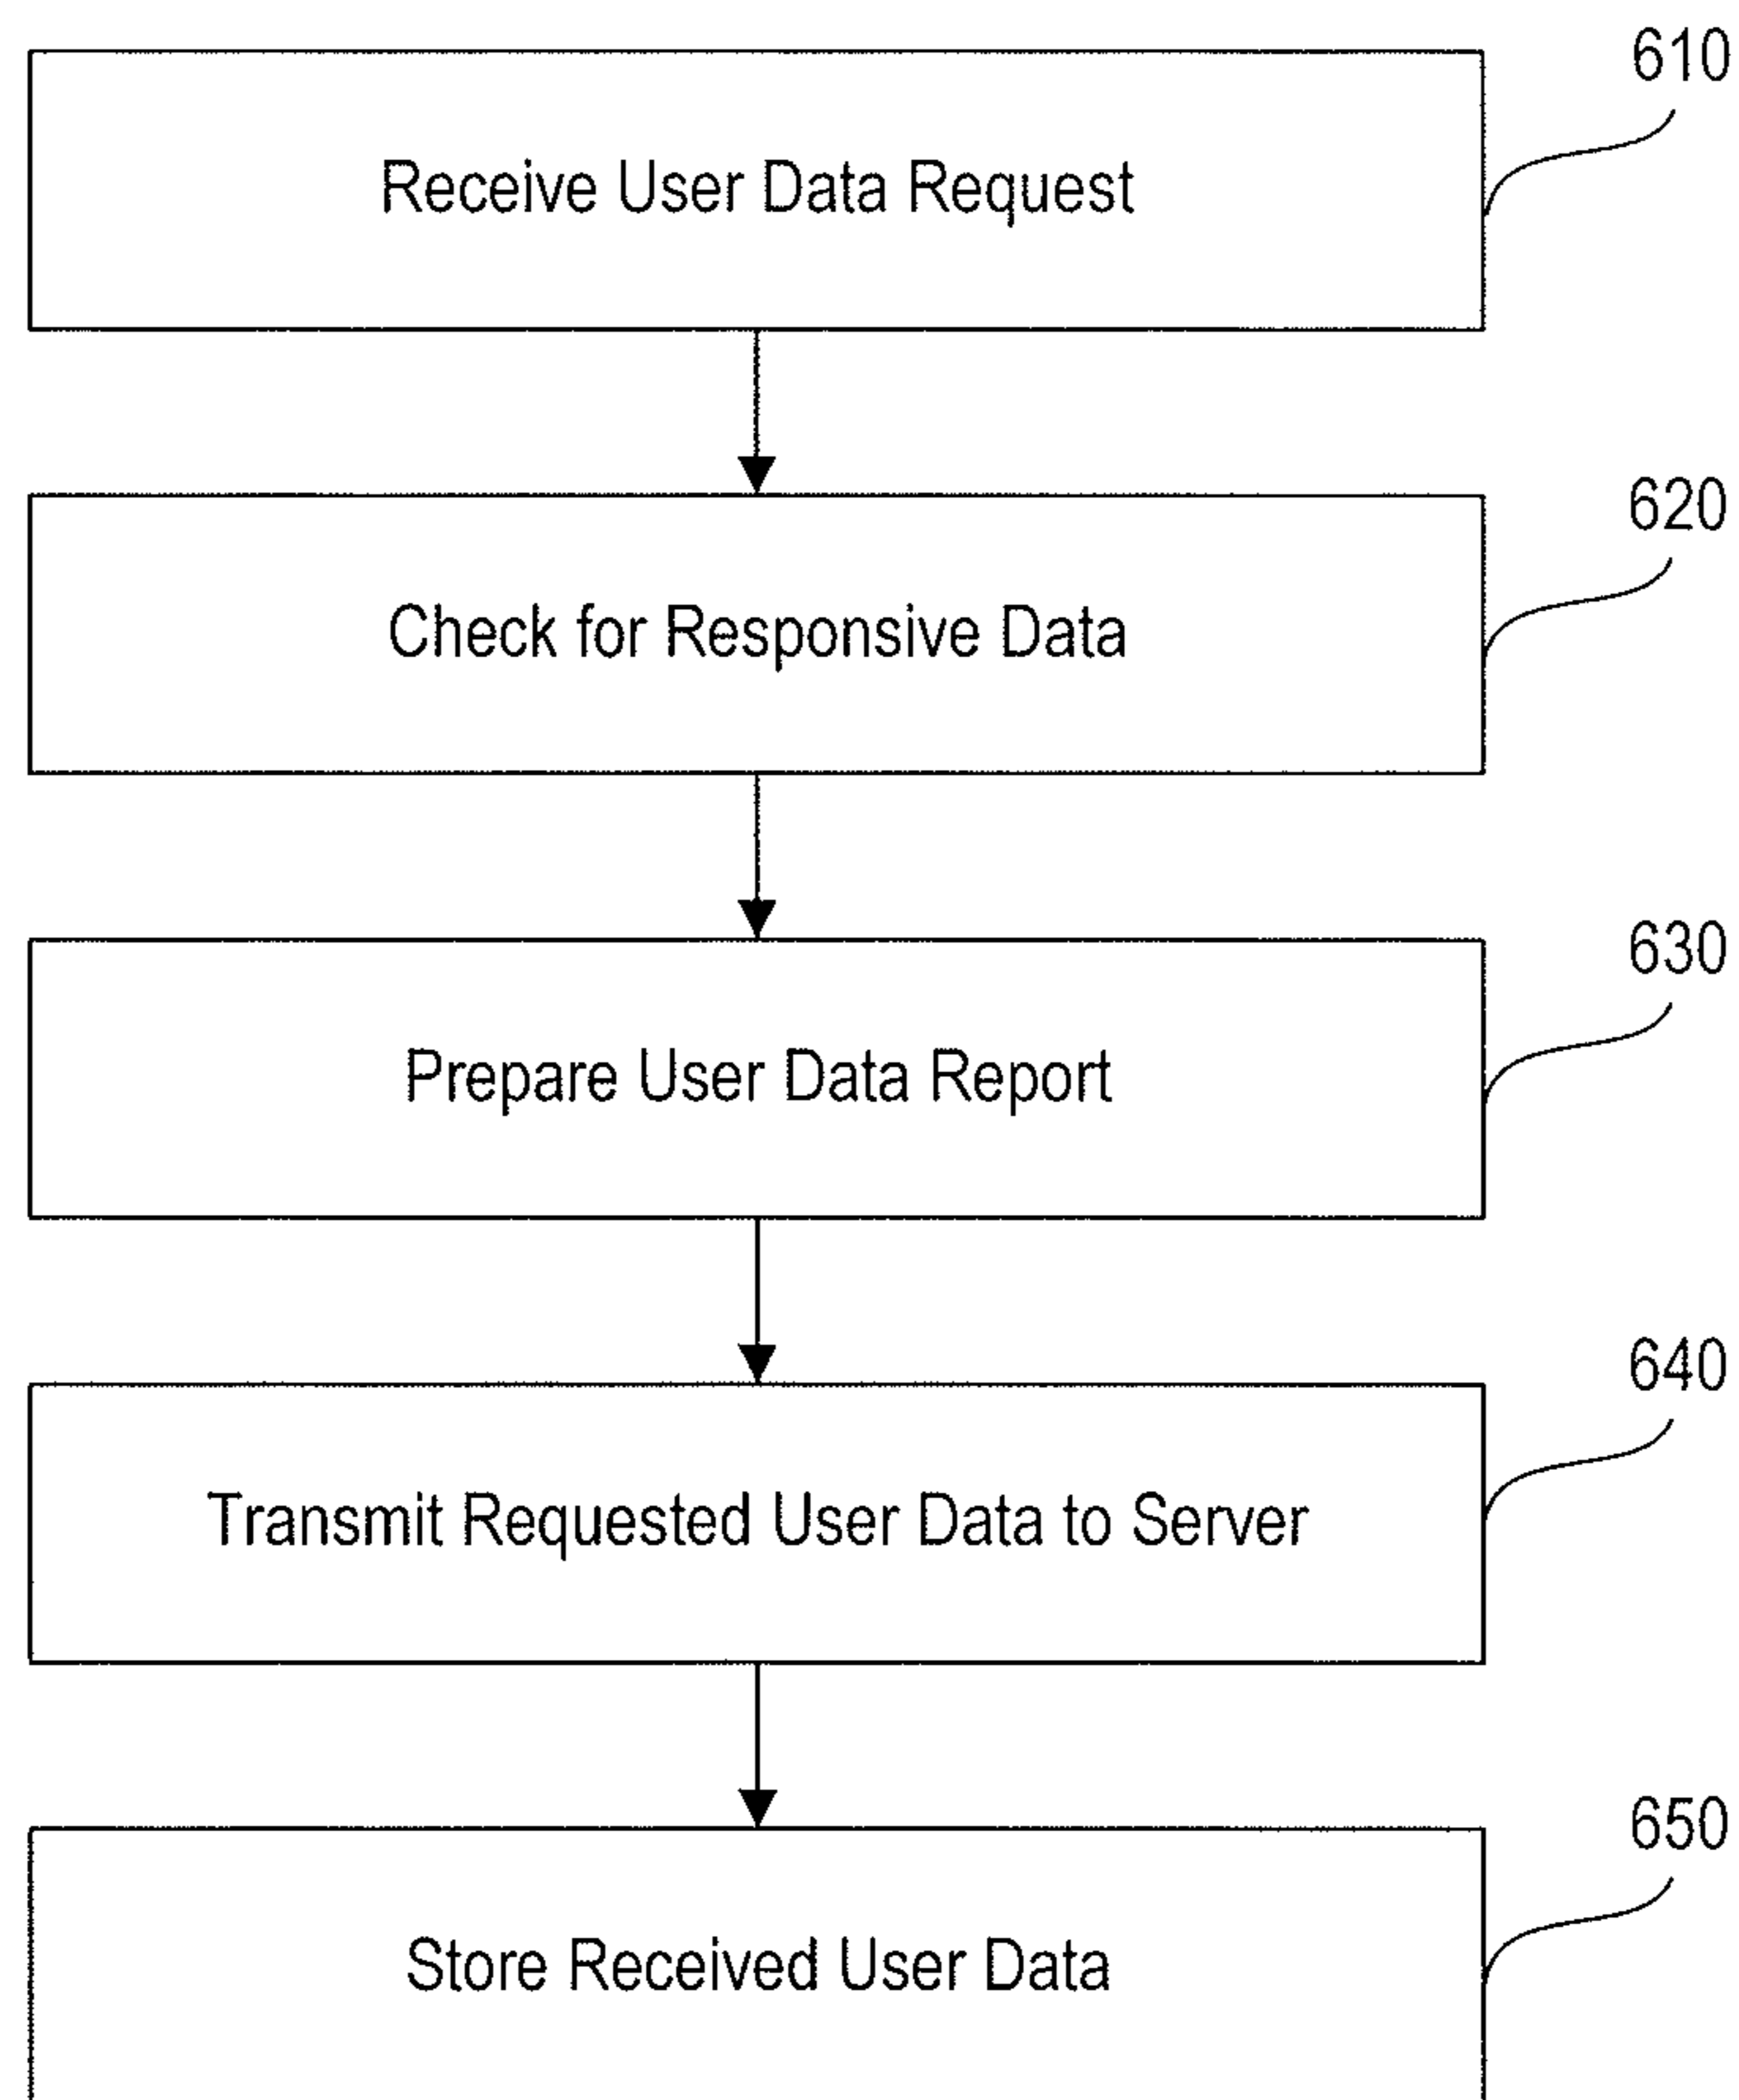 610
Receive User Data Request
620
Check for Responsive Data
630
Prepare User Data Report
640
Transmit Requested User Data to Server
650
Store Received User Data